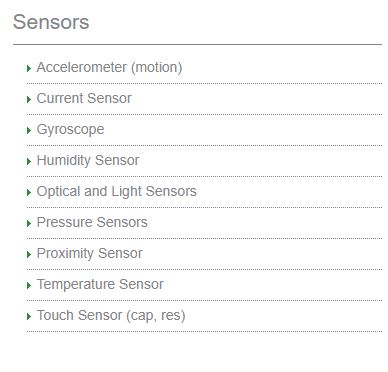 Sensors
Accelerometer (motion)
Current Sensor
Gyroscope
Humidity Sensor
Optical and Light Sensors
Pressure Sensors
Proximity Sensor
Temperature Sensor
Touch Sensor (cap, res)